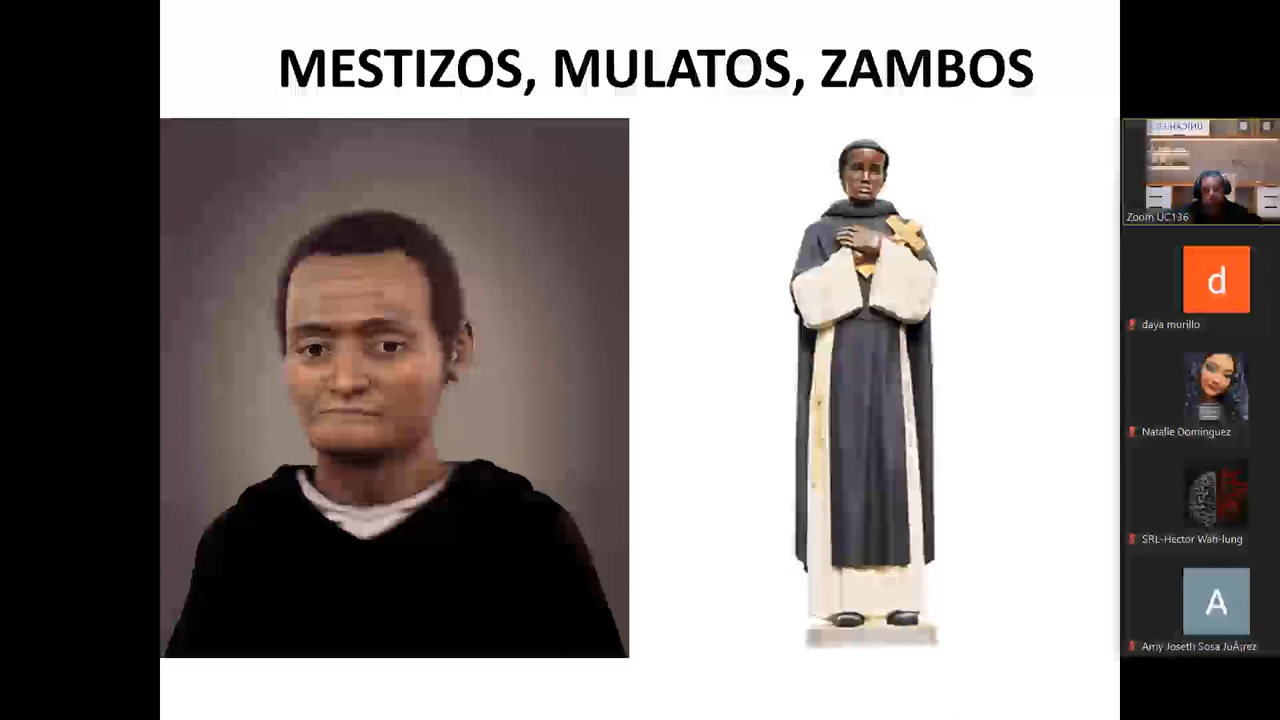 MESTIZOS, MULATOS, ZAMBOS
Zoom UC136
d
daya murillo
Natalie Dominguez
SRL-Hector Wah-lung
A
Amy Joseth Sosa JuÃ¡rez